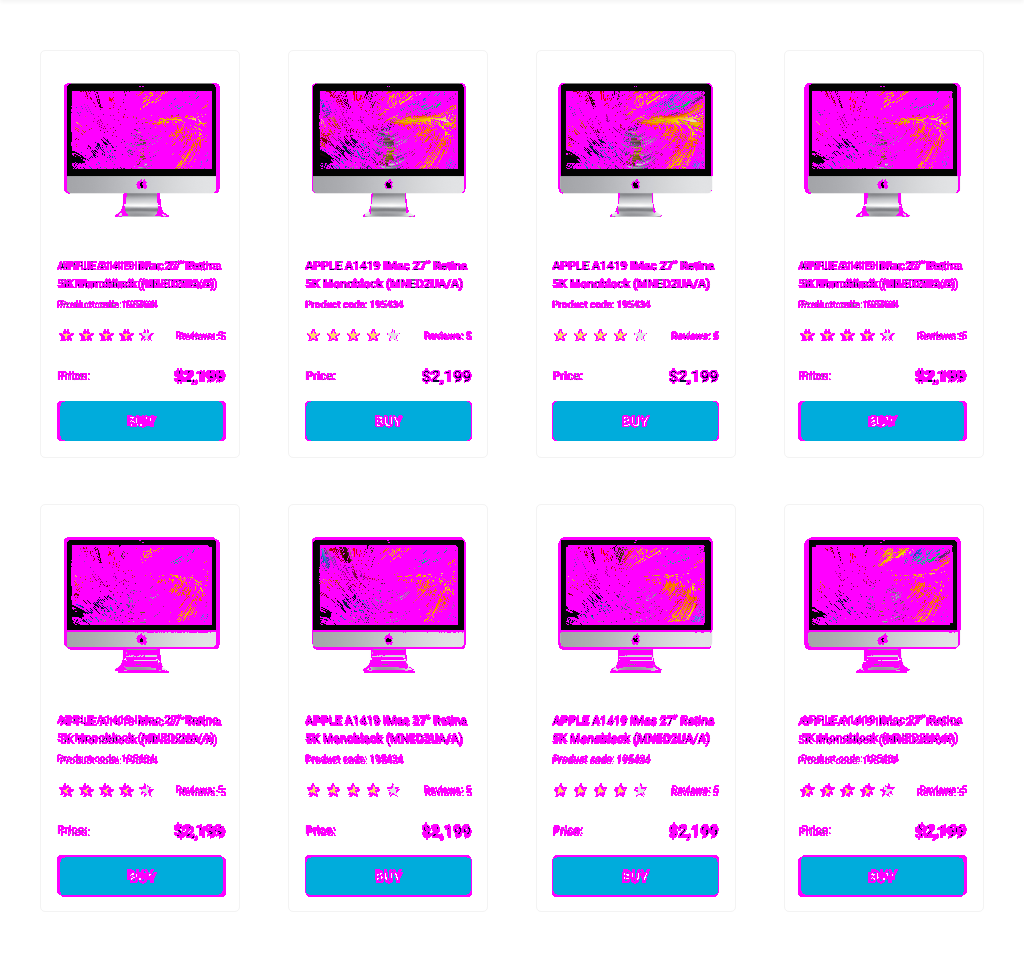 APPLE A1419 iMac 27" Retina
5K Monoblock (MNED2UA/A)
Product code: 195434
Reviews: 5
Price:
$2,199
BUY
APPLE A1419 iMac 27" Retina
5K Monoblock (MNED2UA/A)
Product code: 195434
Reviews: 5
Price:
$2,199
BUY
APPLE A1419 iMac 27" Retina
5K Monoblock (MNED2UA/A)
Product code: 195434
Reviews: 5
Price:
$2,199
BUY
APPLE A1419 iMac 27" Retina
5K Monoblock (MNED2UA/A)
Product code: 195434
Reviews: 5
Price:
$2,199
BUY
APPLE A1419 iMac 27" Retina
5K Monoblock (MNED2UA/A)
Product code: 195434
Reviews: 5
Price:
$2,199
BUY
APPLE A1419 iMac 27" Retina
5K Monoblock (MNED2UA/A)
Product code: 195434
Reviews: 5
Price:
$2,199
BUY
APPLE A1419 iMac 27" Retina
5K Monoblock (MNED2UA/A)
Product code: 195434
Reviews: 5
Price:
$2,199
BUY
APPLE A1419 iMac 27" Retina
5K Monoblock (MNED2UA/A)
Product code: 195434
Reviews: 5
Price:
$2,199
BUY